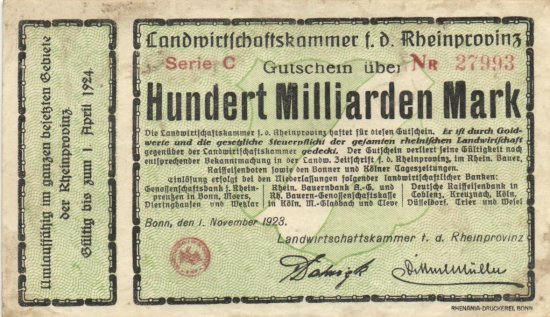 Landwirtschaftskammer f. d. Rheinprovinz
Serie C Gutschein über NR 27993
Hundert Milliarden Mark
Die Landwirtschaftskammer f. d. Rheinprovinz haftet für diesen Gutschein. Er ist durch Gold-
werte und die gesetzliche Steuerpflicht der gesamten rheinischen Landwirtschaft
gegenüber der Landwirtschaftskammer gedeckt. Der Gutschein verliert seine Gültigkeit nach
entsprechender Bekanntmachung in der Landw. Zeitschrift f. d. Rheinprovinz, im Rhein. Bauer,
Raiffeisenboten sowie den Bonner und Kölner Tageszeitungen.
Einlösung erfolgt bei den Niederlassungen folgender landwirtschaftlicher Banken:
Genossenschaftsbank f. Rhein- Rhein. Bauernbank A.-G. und Deutsche Raiffeisenbank in
preußen in Bonn, Moers, Rh. Bauern-Genossenschaftskasse Coblenz, Kreuznach, Köln,
Dieringhausen und Wetzlar in Köln, M.-Gladbach und Cleve Düsseldorf, Trier und Wesel
Bonn, den 1. November 1923.
Landwirtschaftskammer f. d. Rheinprovinz
RHENANIA-DRUCKEREI, BONN
Umlauffähig im ganzen besetzten Gebiete
der Rheinprovinz
Gültig bis zum 1. April 1924.